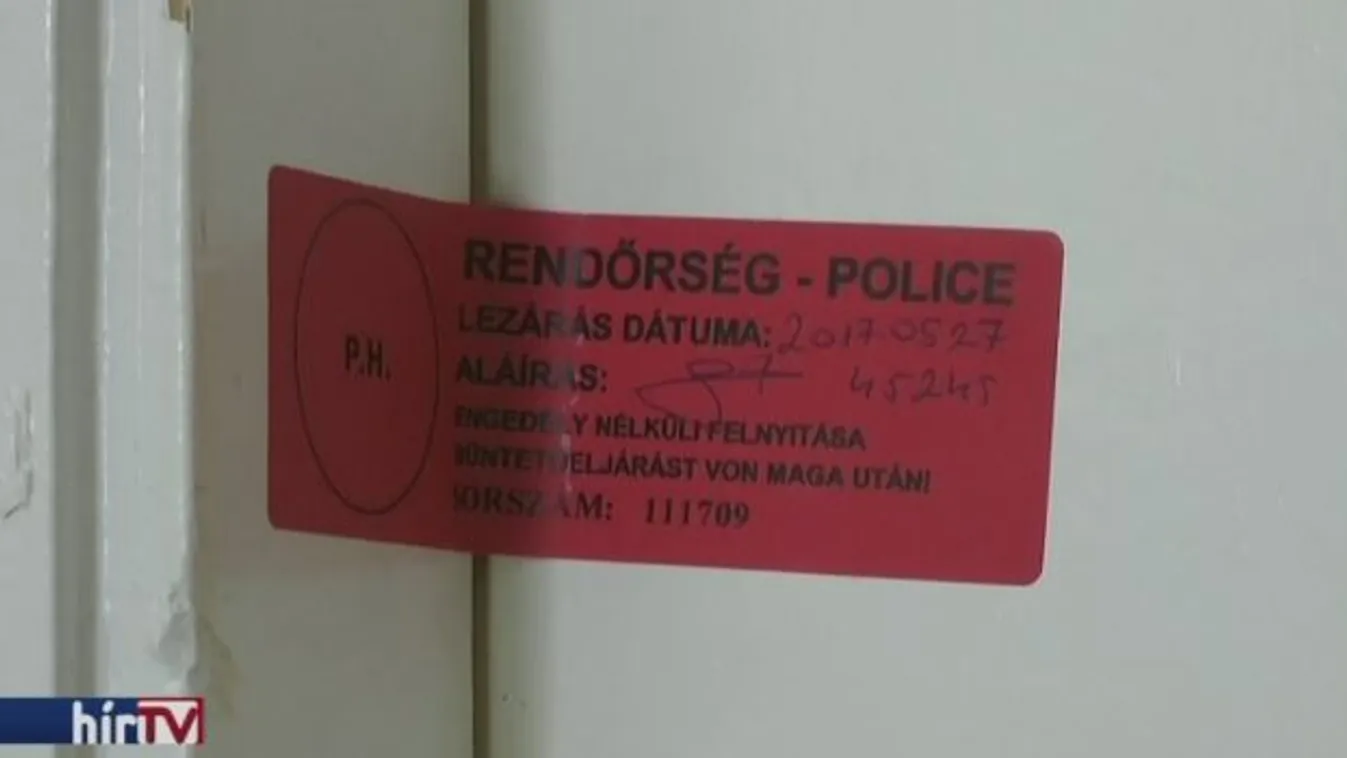 RENDŐRSÉG - POLICE
LEZÁRÁS DÁTUMA: 2017 05 27
P.H.
ALÁÍRÁS: 45245
ENGEDÉLY NÉLKÜLI FELNYITÁSA
BÜNTETŐELJÁRÁST VON MAGA UTÁN!
SORSZÁM: 111709
hírTV